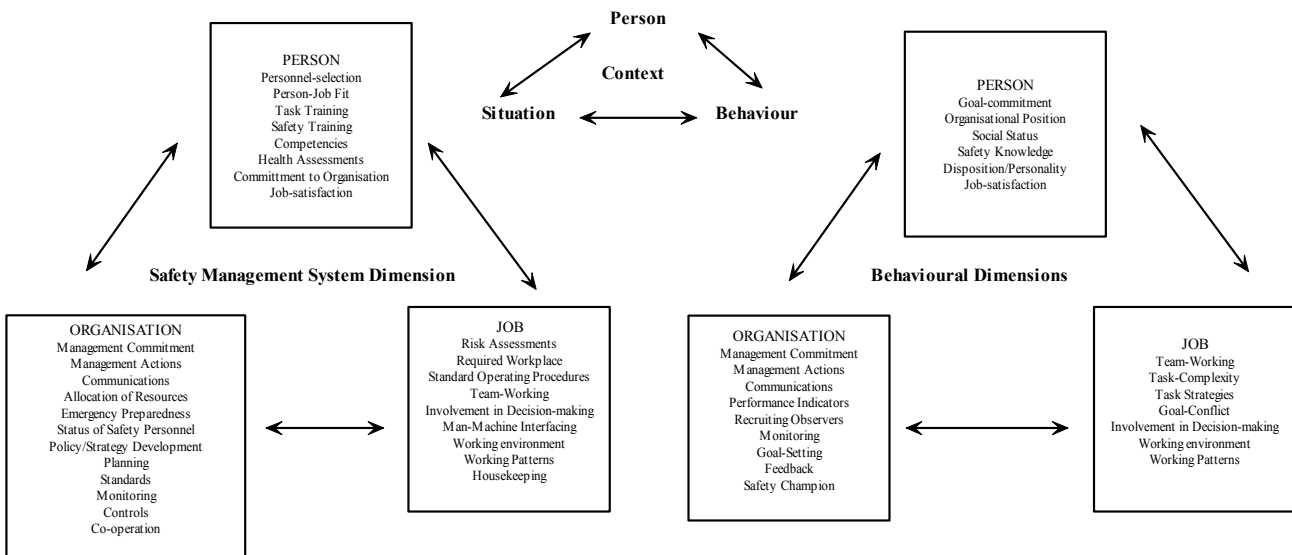 Person
Context
Situation
Behaviour
PERSON
Personnel-selection
Person-Job Fit
Task Training
Safety Training
Competencies
Health Assessments
Committment to Organisation
Job-satisfaction
PERSON
Goal-commitment
Organisational Position
Social Status
Safety Knowledge
Disposition/Personality
Job-satisfaction
Safety Management System Dimension
Behavioural Dimensions
ORGANISATION
Management Commitment
Management Actions
Communications
Allocation of Resources
Emergency Preparedness
Status of Safety Personnel
Policy/Strategy Development
Planning
Standards
Monitoring
Controls
Co-operation
JOB
Risk Assessments
Required Workplace
Standard Operating Procedures
Team-Working
Involvement in Decision-making
Man-Machine Interfacing
Working environment
Working Patterns
Housekeeping
ORGANISATION
Management Commitment
Management Actions
Communications
Performance Indicators
Recruiting Observers
Monitoring
Goal-Setting
Feedback
Safety Champion
JOB
Team-Working
Task-Complexity
Task Strategies
Goal-Conflict
Involvement in Decision-making
Working environment
Working Patterns